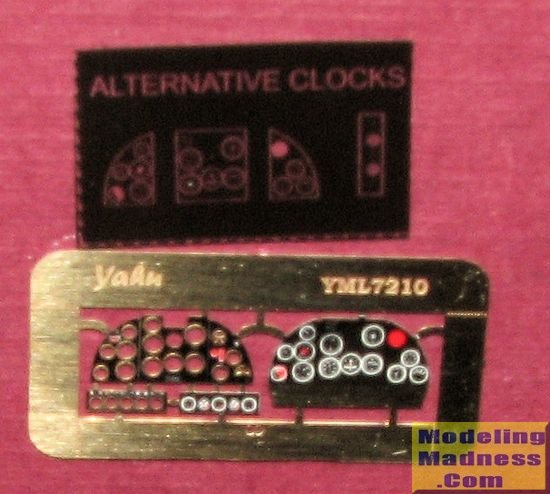 ALTERNATIVE CLOCKS
Yahu
YML7210
Modeling
Madness
.Com